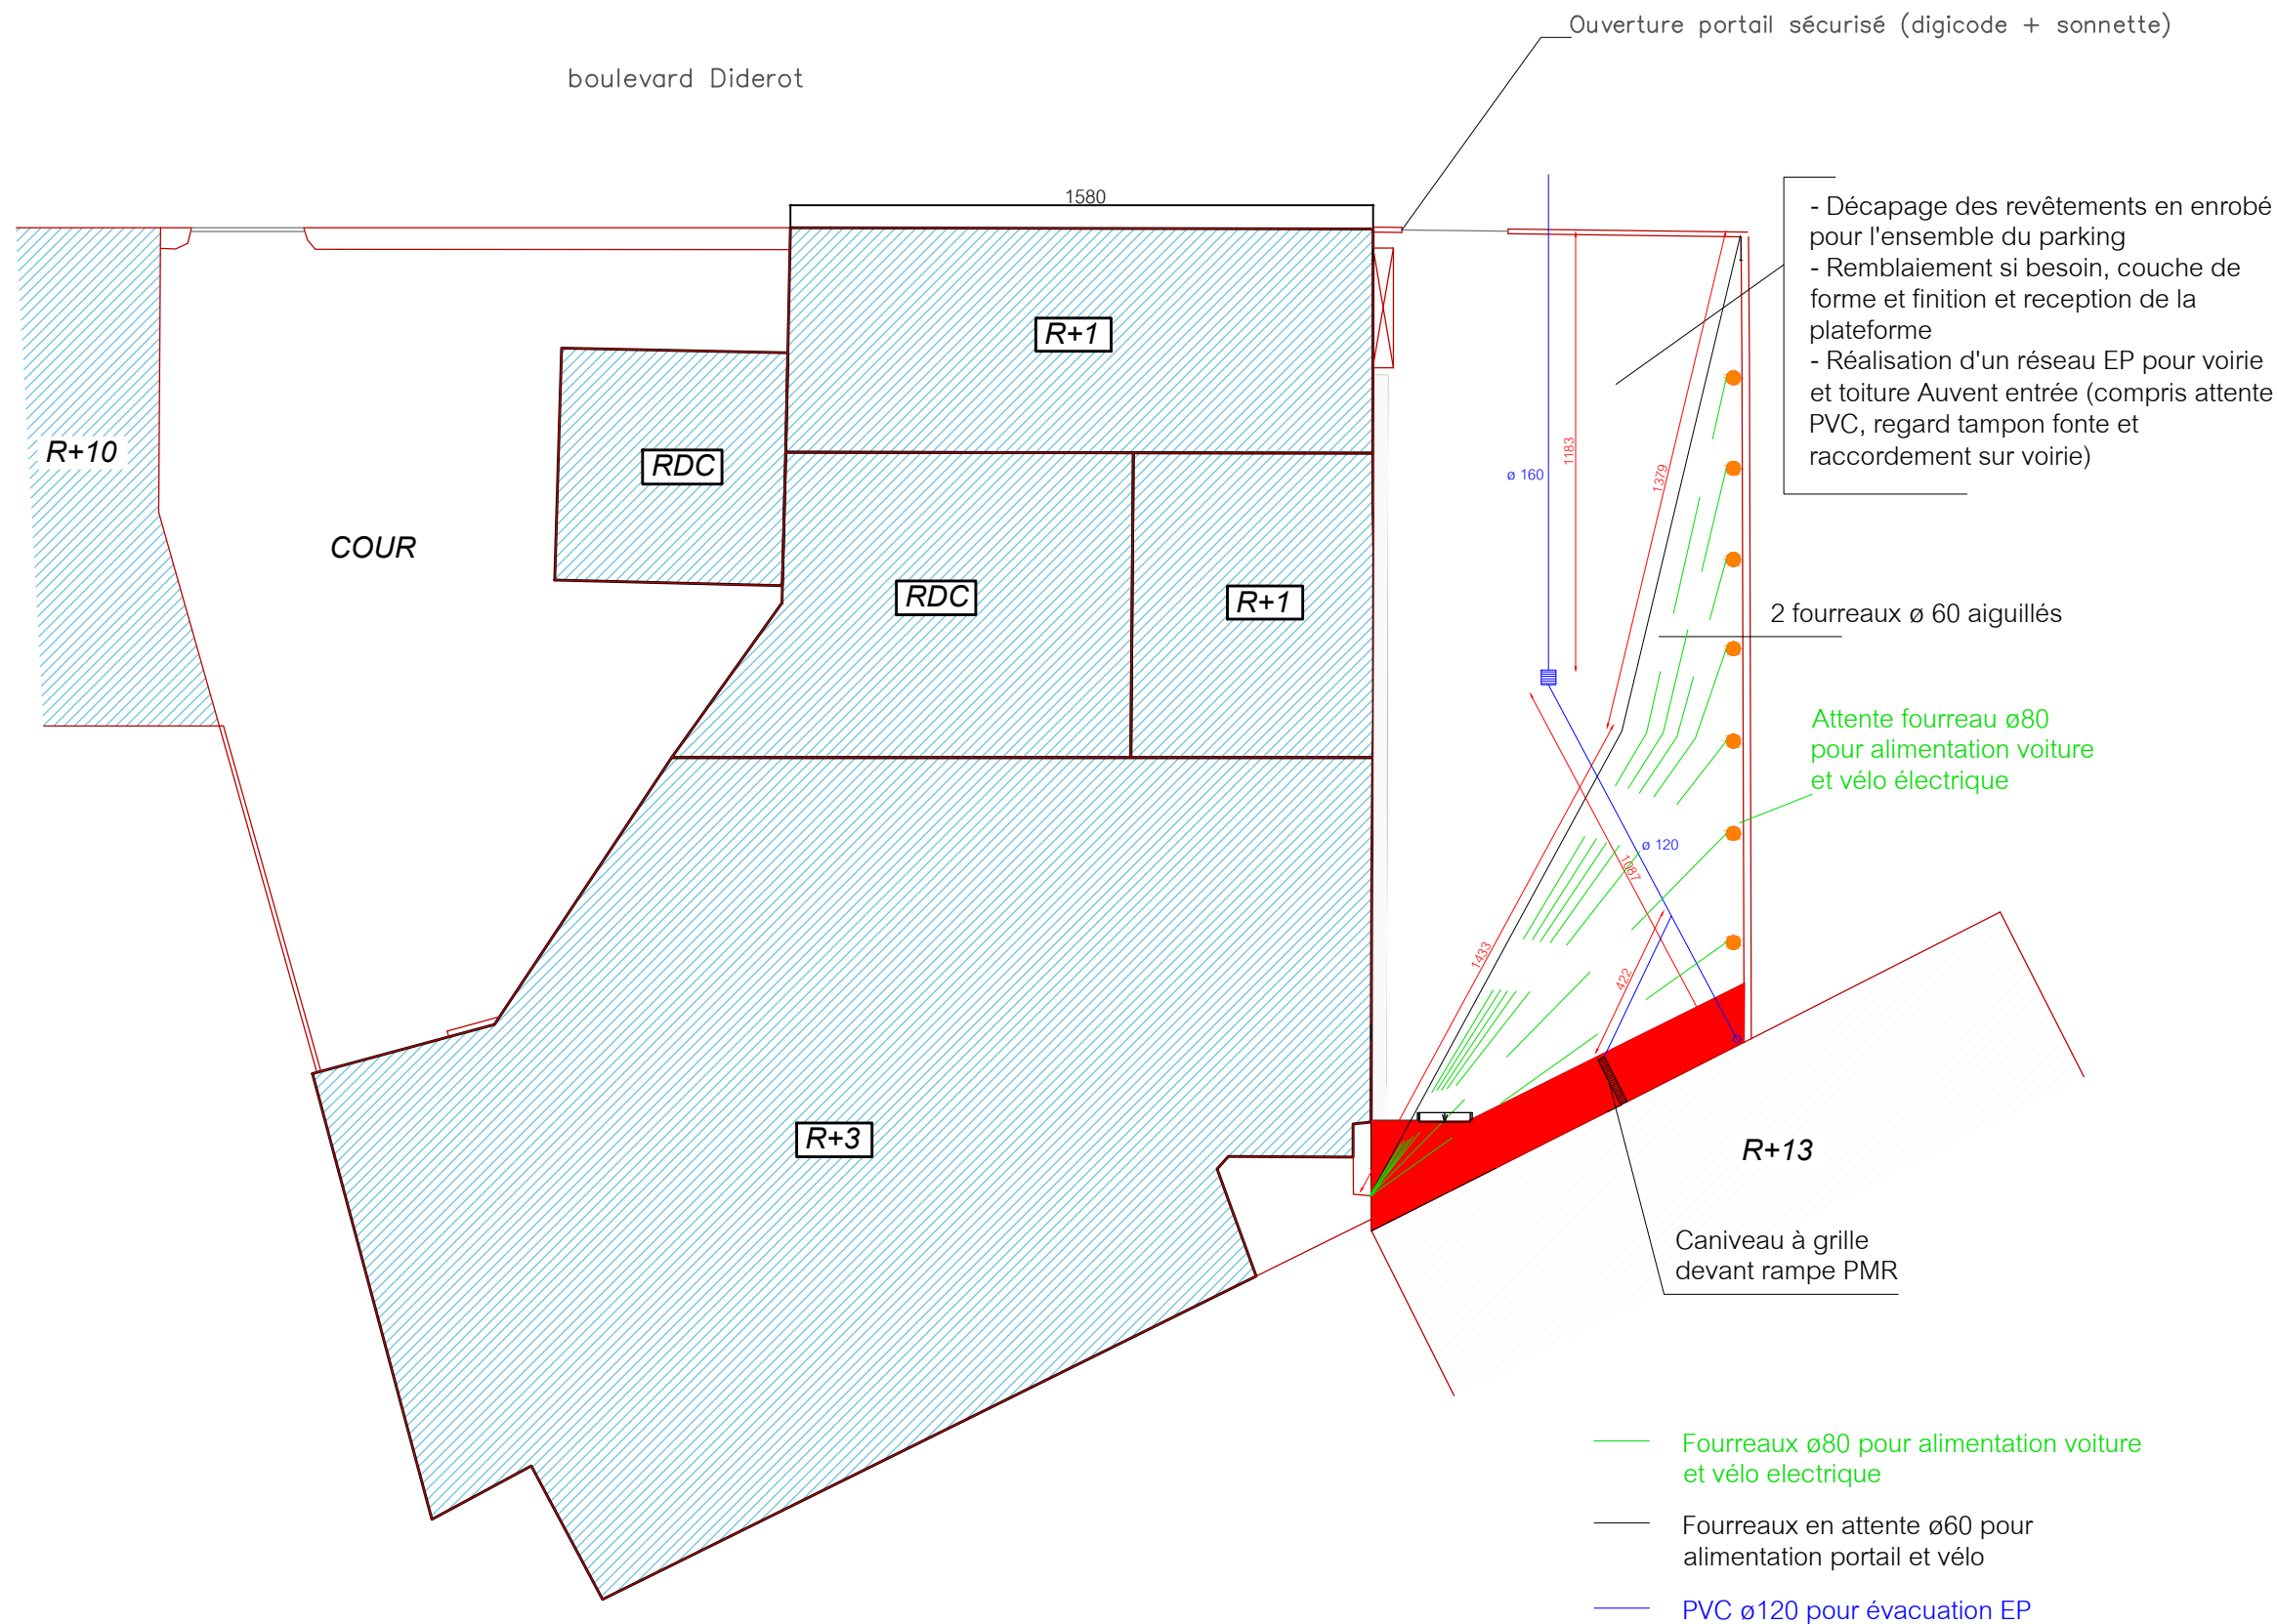 Ouverture portail sécurisé (digicode + sonnette)
boulevard Diderot
1580
- Décapage des revêtements en enrobé
pour l'ensemble du parking
- Remblaiement si besoin, couche de
forme et finition et reception de la
plateforme
- Réalisation d'un réseau EP pour voirie
et toiture Auvent entrée (compris attente
PVC, regard tampon fonte et
raccordement sur voirie)
R+1
R+10
RDC
COUR
RDC
R+1
ø 160
1183
1379
2 fourreaux ø 60 aiguillés
Attente fourreau ø80
pour alimentation voiture
et vélo électrique
ø 120
1087
1433
422
R+3
R+13
Caniveau à grille
devant rampe PMR
Fourreaux ø80 pour alimentation voiture
et vélo electrique
Fourreaux en attente ø60 pour
alimentation portail et vélo
PVC ø120 pour évacuation EP